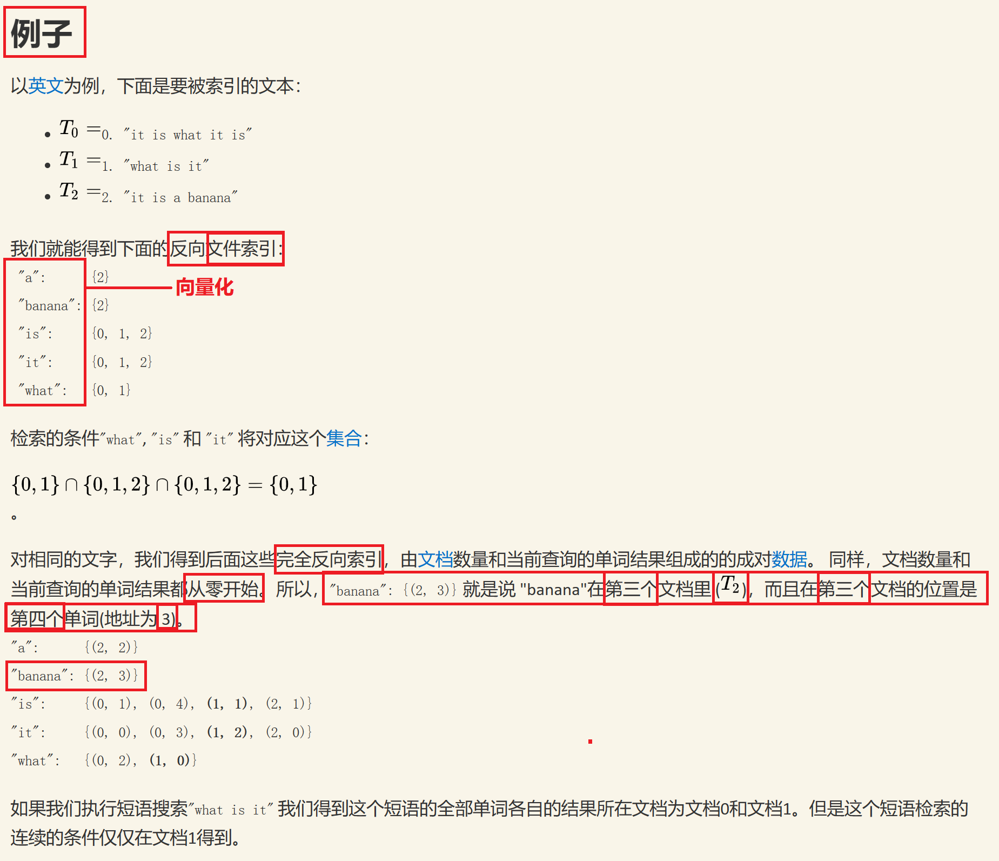 例子
以英文为例，下面是要被索引的文本：
• T₀ =0. "it is what it is"
• T₁ =1. "what is it"
• T₂ =2. "it is a banana"
我们就能得到下面的反向文件索引：
"a": {2}
向量化
"banana": {2}
"is": {0, 1, 2}
"it": {0, 1, 2}
"what": {0, 1}
检索的条件"what", "is" 和 "it" 将对应这个集合：
{0, 1} ∩ {0, 1, 2} ∩ {0, 1, 2} = {0, 1}
。
对相同的文字，我们得到后面这些完全反向索引，由文档数量和当前查询的单词结果组成的的成对数据。 同样，文档数量和
当前查询的单词结果都从零开始。 所以，"banana": {(2, 3)} 就是说 "banana"在第三个文档里 (T₂)，而且在第三个文档的位置是
第四个单词(地址为 3)。
"a": {(2, 2)}
"banana": {(2, 3)}
"is": {(0, 1), (0, 4), (1, 1), (2, 1)}
"it": {(0, 0), (0, 3), (1, 2), (2, 0)}
"what": {(0, 2), (1, 0)}
如果我们执行短语搜索"what is it" 我们得到这个短语的全部单词各自的结果所在文档为文档0和文档1。但是这个短语检索的
连续的条件仅仅在文档1得到。